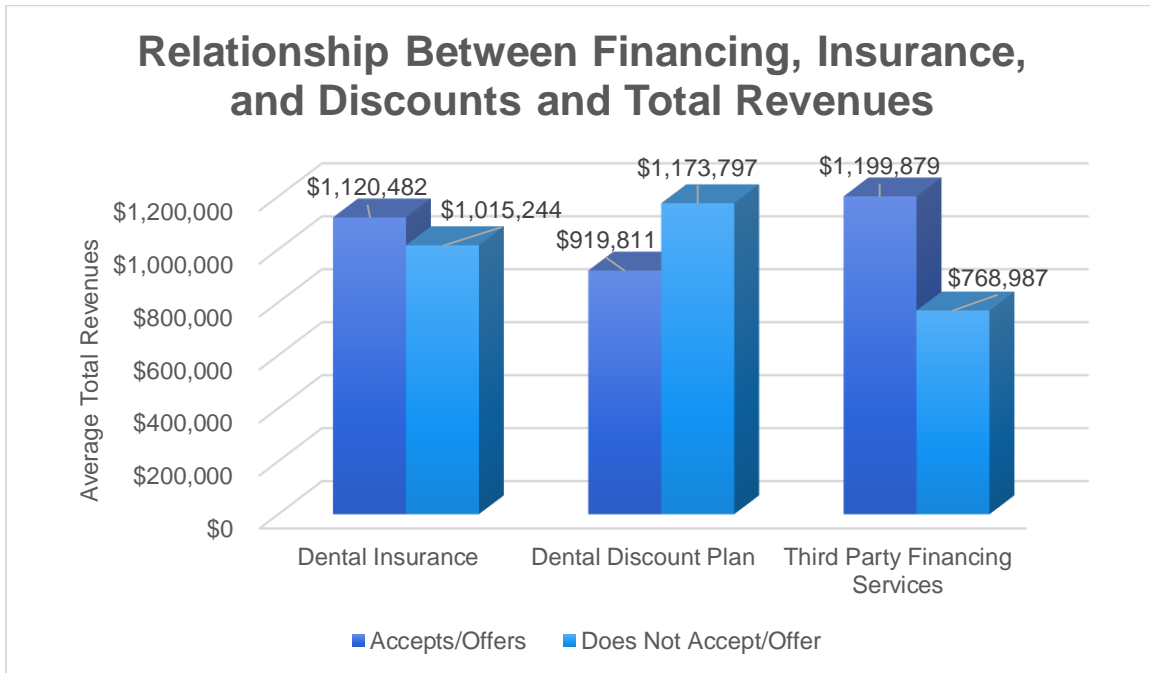 Relationship Between Financing, Insurance,
and Discounts and Total Revenues
Average Total Revenues
$1,200,000
$1,000,000
$800,000
$600,000
$400,000
$200,000
$0
$1,120,482
$1,015,244
$919,811
$1,173,797
$1,199,879
$768,987
Dental Insurance
Dental Discount Plan
Third Party Financing
Services
Accepts/Offers
Does Not Accept/Offer